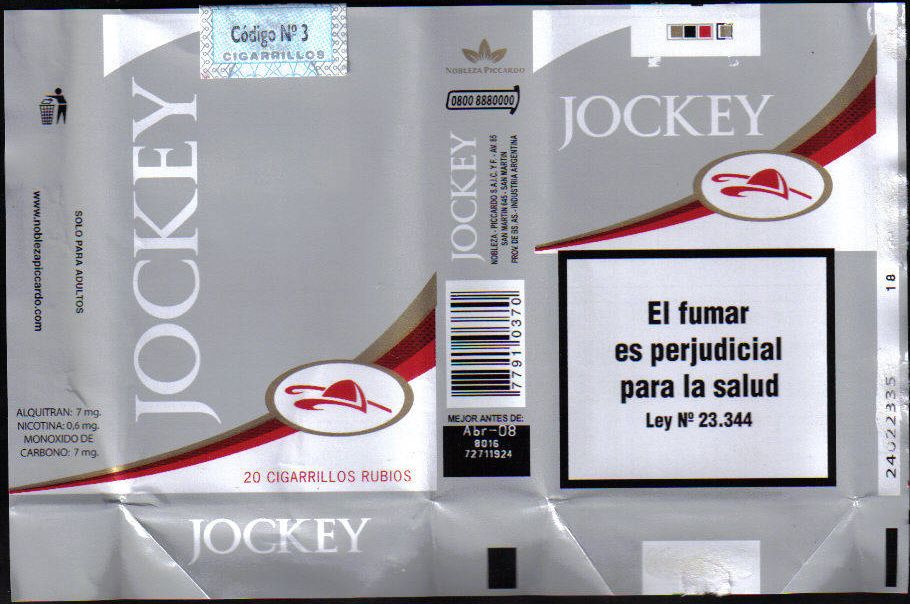 Código Nº 3
CIGARRILLOS
JOCKEY
www.noblezapiccardo.com
SOLO PARA ADULTOS
ALQUITRAN: 7 mg.
NICOTINA: 0,6 mg.
MONOXIDO DE
CARBONO: 7 mg.
20 CIGARRILLOS RUBIOS
JOCKEY
NOBLEZA PICCARDO
0800 8880000
JOCKEY
NOBLEZA - PICCARDO S.A.I.C. Y F. - AV. 85
SAN MARTIN 645 - SAN MARTIN
PROV. DE BS. AS. - INDUSTRIA ARGENTINA
7791 0370
MEJOR ANTES DE:
Abr-08
8016
72711924
JOCKEY
El fumar
es perjudicial
para la salud
Ley Nº 23.344
18
24022335